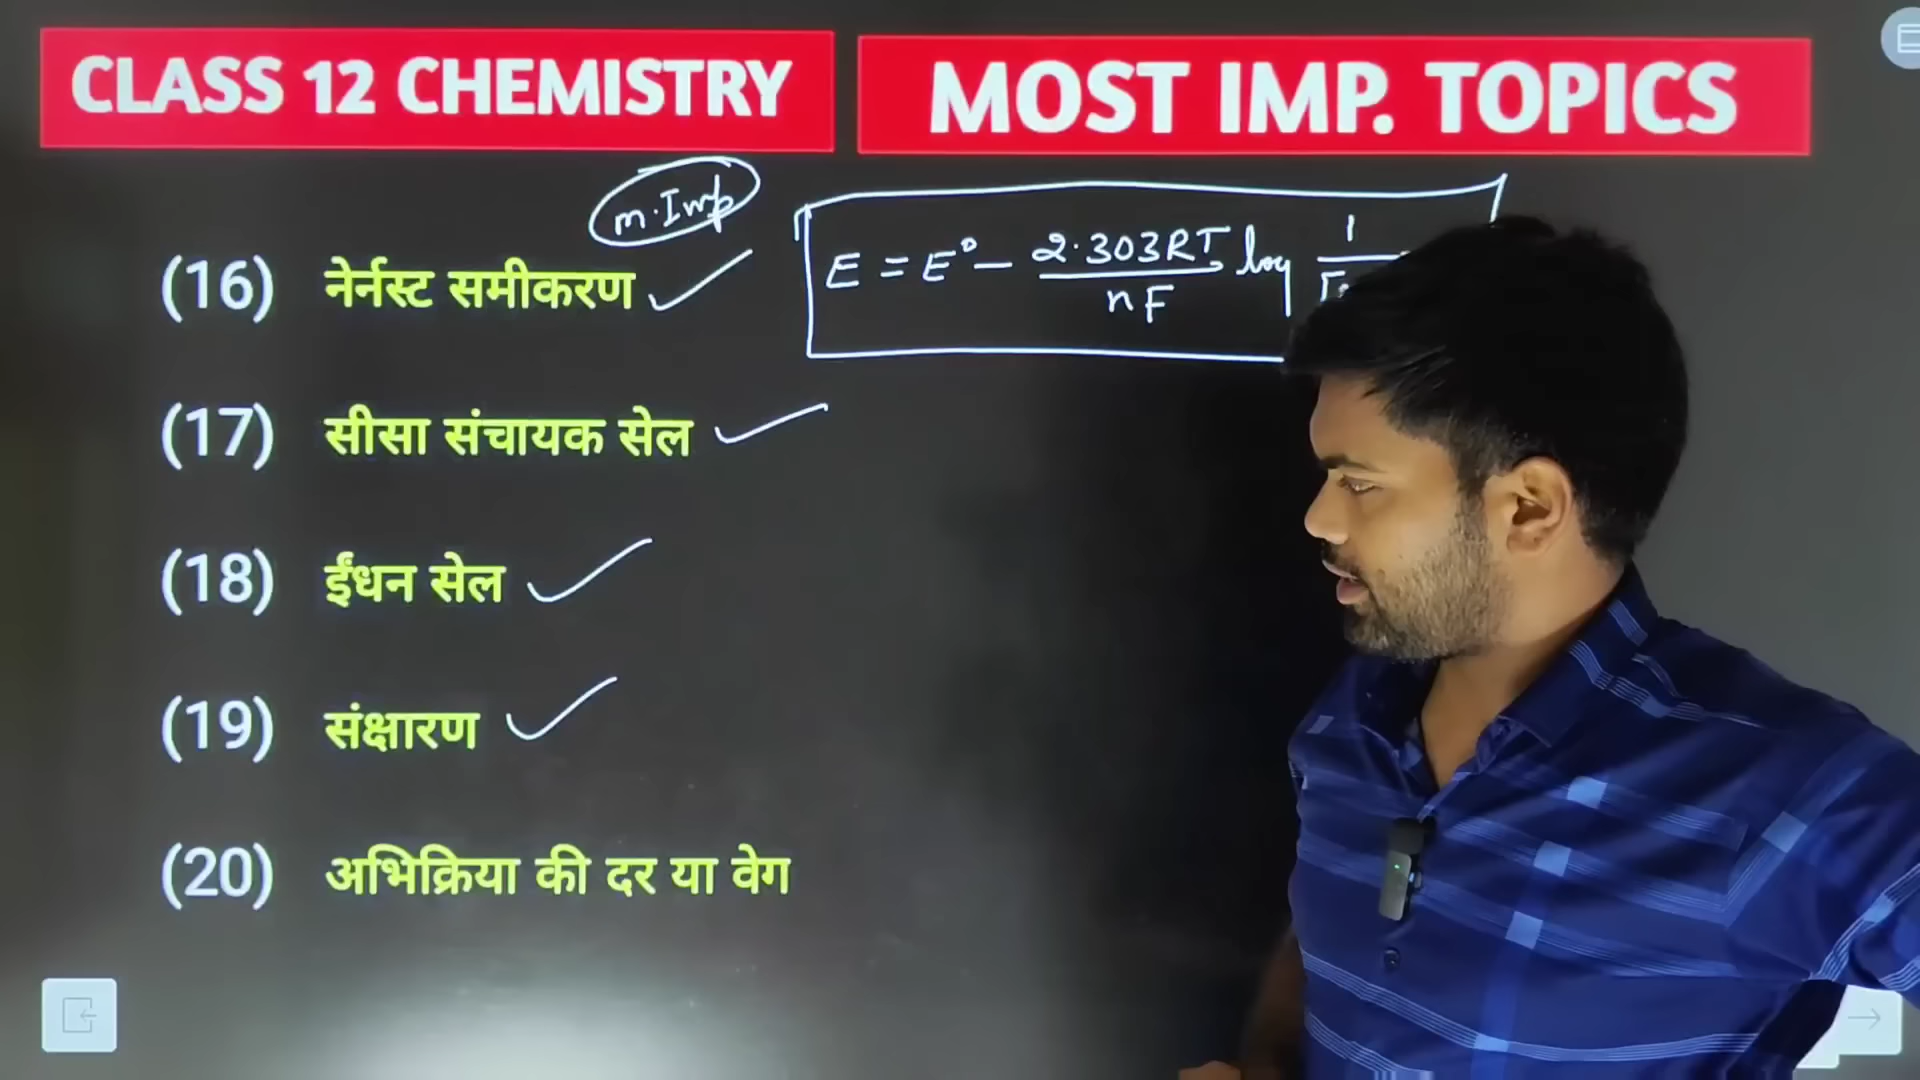 CLASS 12 CHEMISTRY
MOST IMP. TOPICS
m. Imp
(16) नेर्नस्ट समीकरण
E = E° - 2.303RT log 1
nF
(17) सीसा संचायक सेल
(18) ईंधन सेल
(19) संक्षारण
(20) अभिक्रिया की दर या वेग